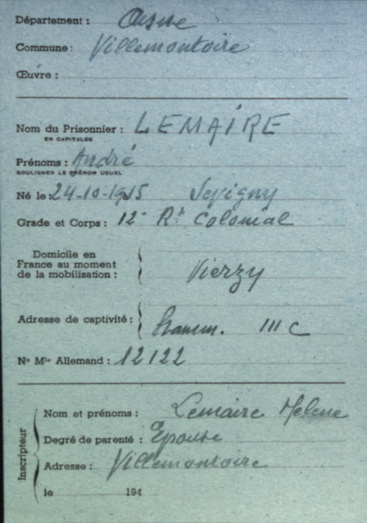 Département : Aisne
Commune : Villemontoire
Œuvre :
Nom du Prisonnier : LEMAIRE
EN CAPITALES
Prénoms : André
SOULIGNER LE PRÉNOM USUEL
Né le 24-10-1915
Grade et Corps : 12e Rt Colonial
Domicile en
France au moment
de la mobilisation : Vierzy
Adresse de captivité : Stamm. III C
No Mle Allemand : 12122
Inscripteur
Nom et prénoms : Lemaire Helene
Degré de parenté : Epouse
Adresse : Villemontoire
le 194